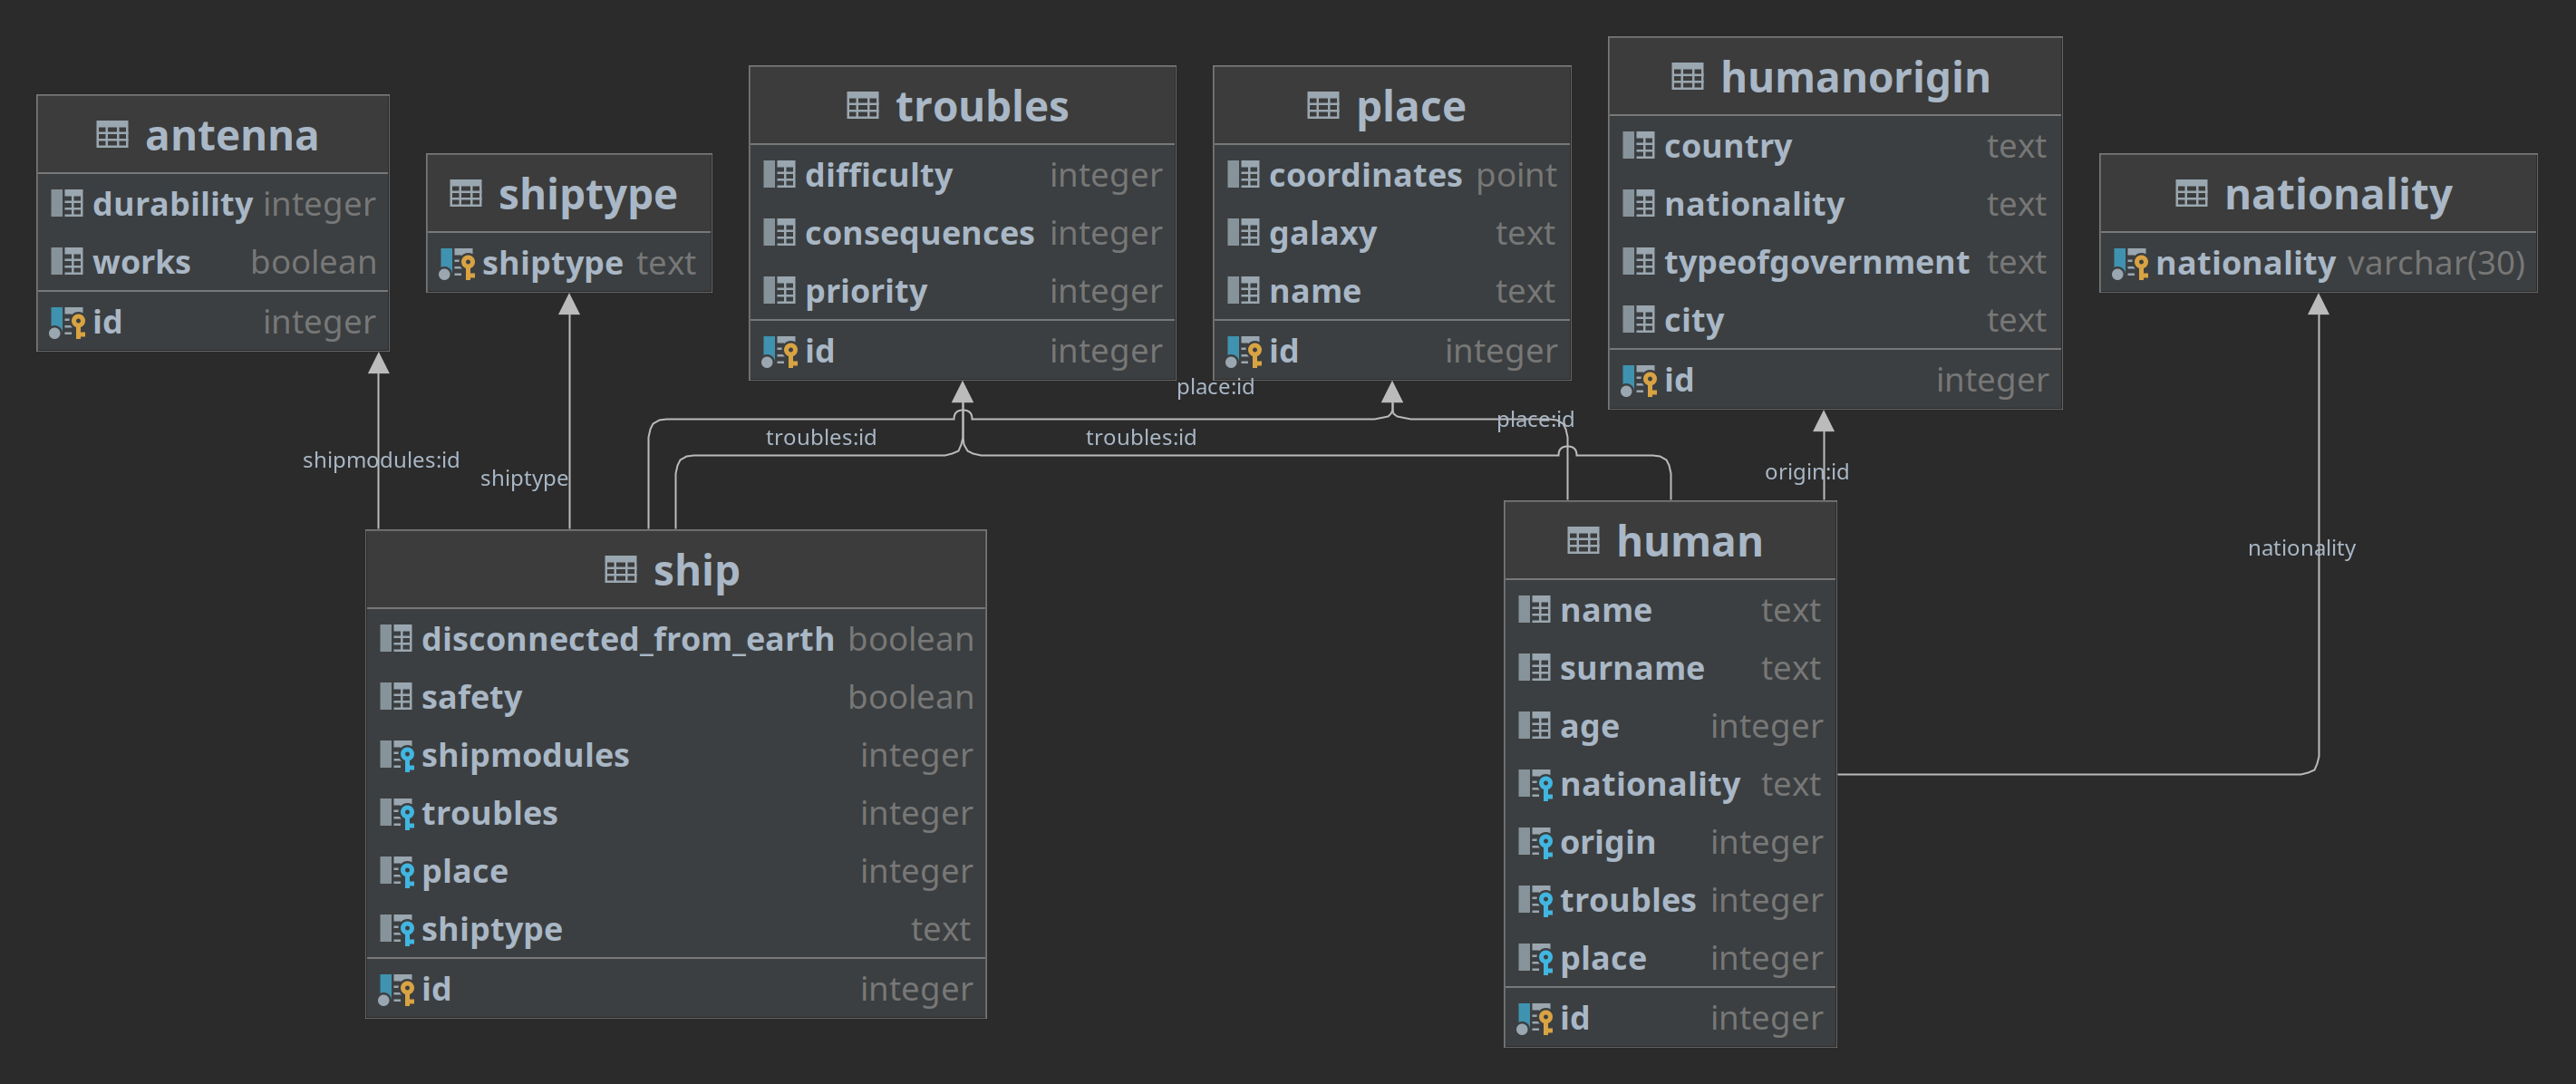 antenna
durability integer
works boolean
id integer
shiptype
shiptype text
troubles
difficulty integer
consequences integer
priority integer
id integer
place
coordinates point
galaxy text
name text
id integer
humanorigin
country text
nationality text
typeofgovernment text
city text
id integer
nationality
nationality varchar(30)
place:id
place:id
troubles:id
troubles:id
shipmodules:id
shiptype
origin:id
nationality
ship
disconnected_from_earth boolean
safety boolean
shipmodules integer
troubles integer
place integer
shiptype text
id integer
human
name text
surname text
age integer
nationality text
origin integer
troubles integer
place integer
id integer